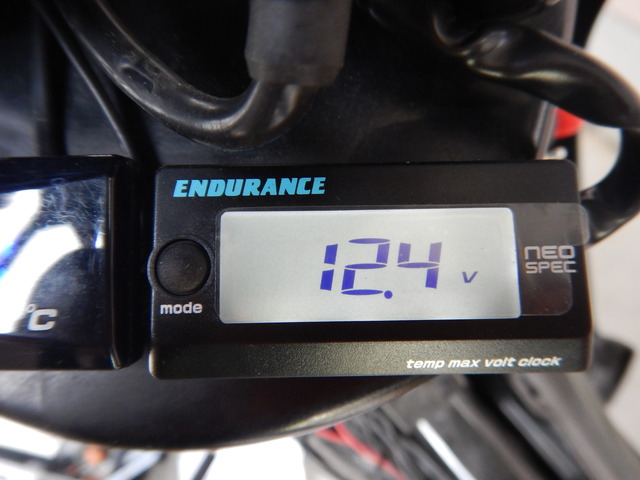 ENDURANCE
12.4 v
NEO
SPEC
mode
°C
temp max volt clock